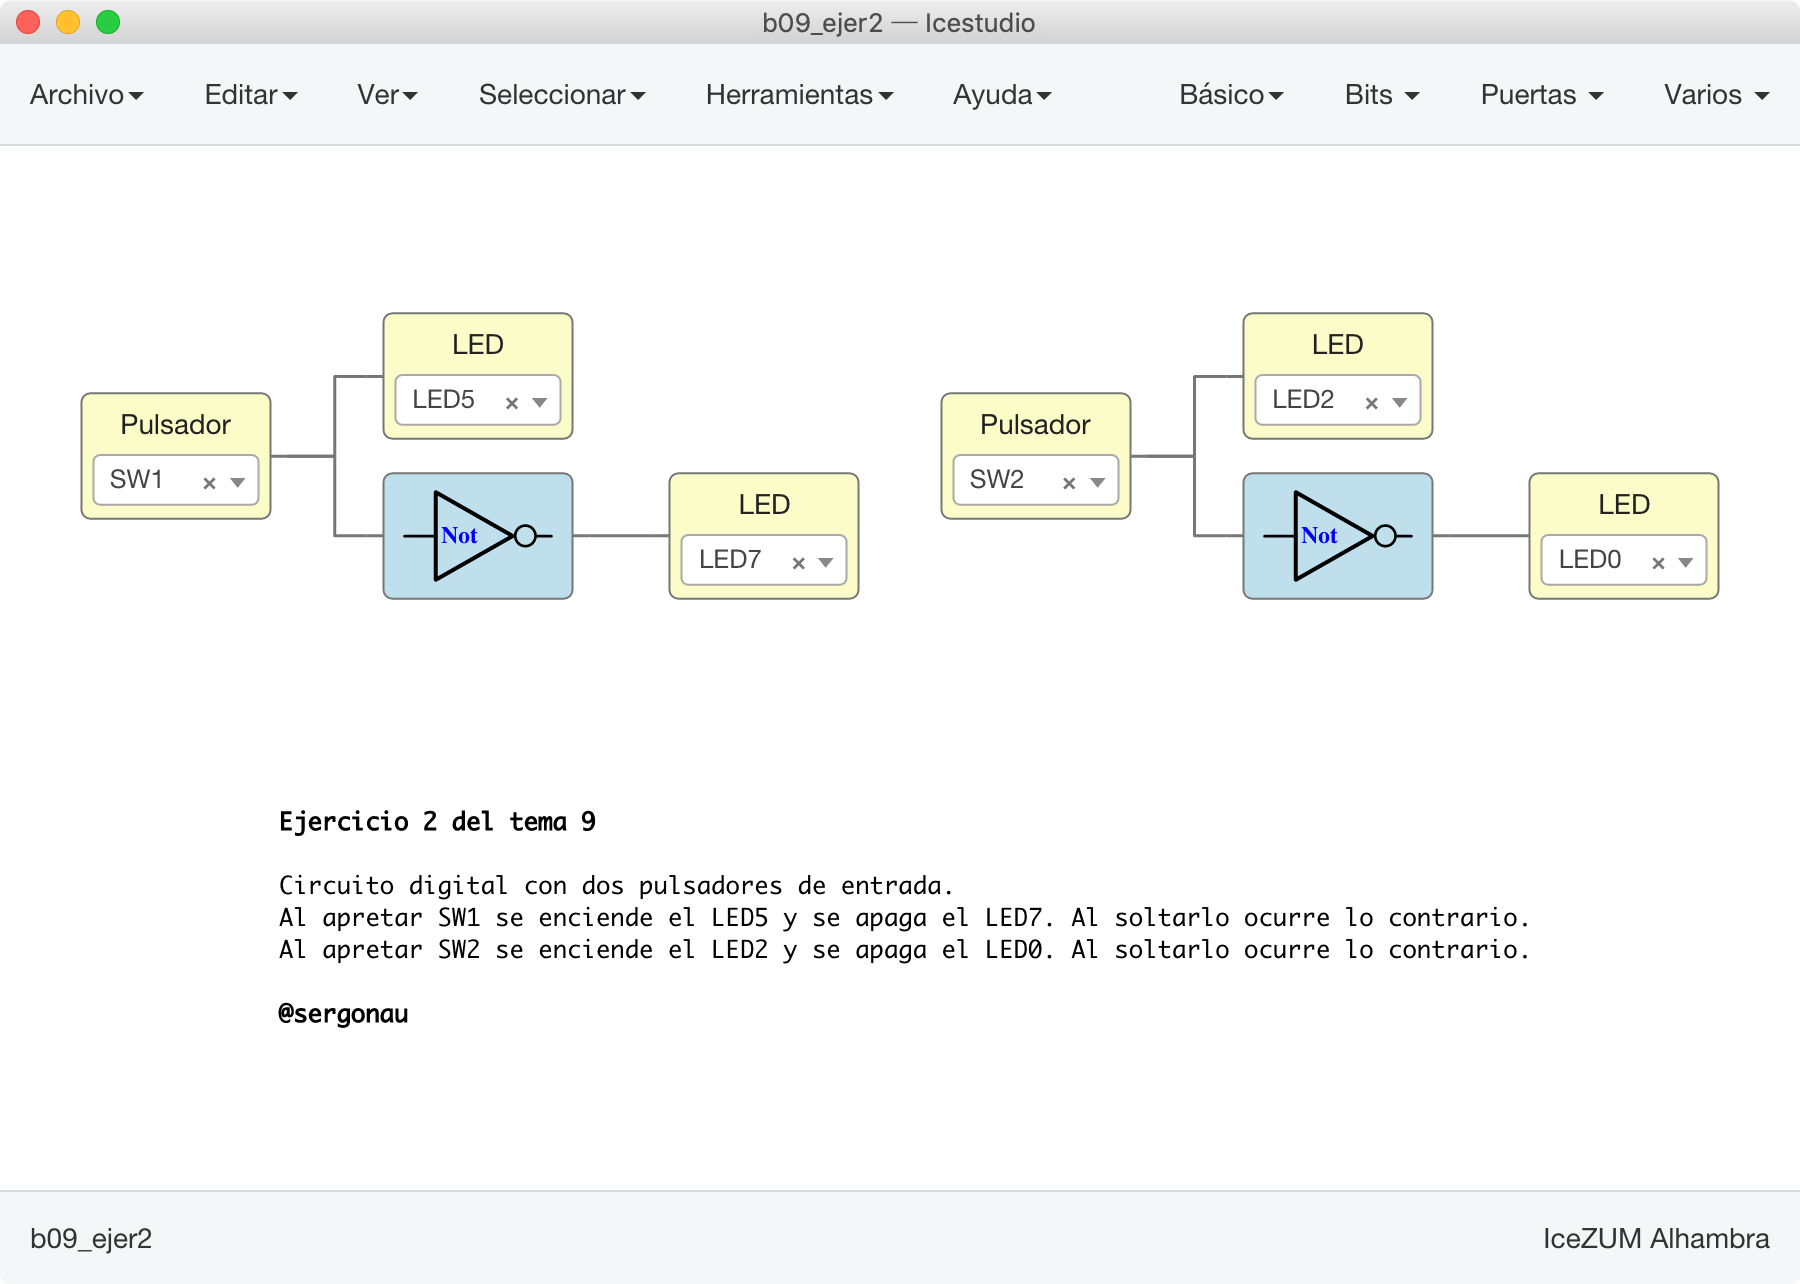 b09_ejer2 — Icestudio
Archivo Editar Ver Seleccionar Herramientas Ayuda Básico Bits Puertas Varios
LED
LED5 ×
Pulsador
SW1 ×
Not
LED
LED7 ×
LED
LED2 ×
Pulsador
SW2 ×
Not
LED
LED0 ×
Ejercicio 2 del tema 9
Circuito digital con dos pulsadores de entrada.
Al apretar SW1 se enciende el LED5 y se apaga el LED7. Al soltarlo ocurre lo contrario.
Al apretar SW2 se enciende el LED2 y se apaga el LED0. Al soltarlo ocurre lo contrario.
@sergonau
b09_ejer2
IceZUM Alhambra